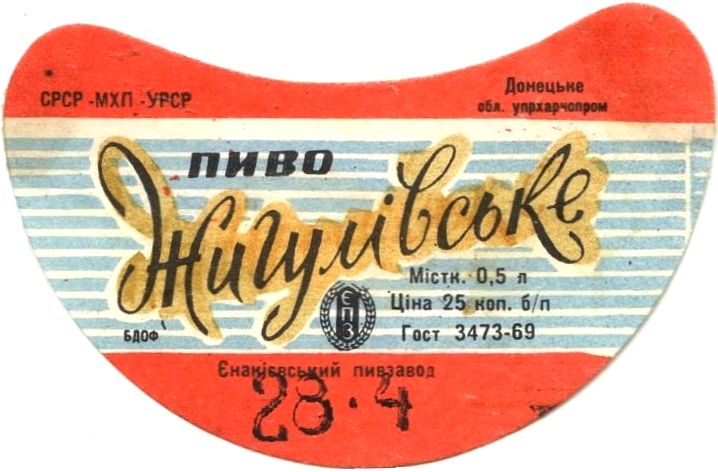 СРСР -МХП -УРСР
Донецьке
обл. упрхарчопром
ПИВО
Жигулівське
Містк. 0,5 л
Ціна 25 коп. б/п
Гост 3473-69
БДОФ
ЄПЗ
Єнакієвський пивзавод
28·4